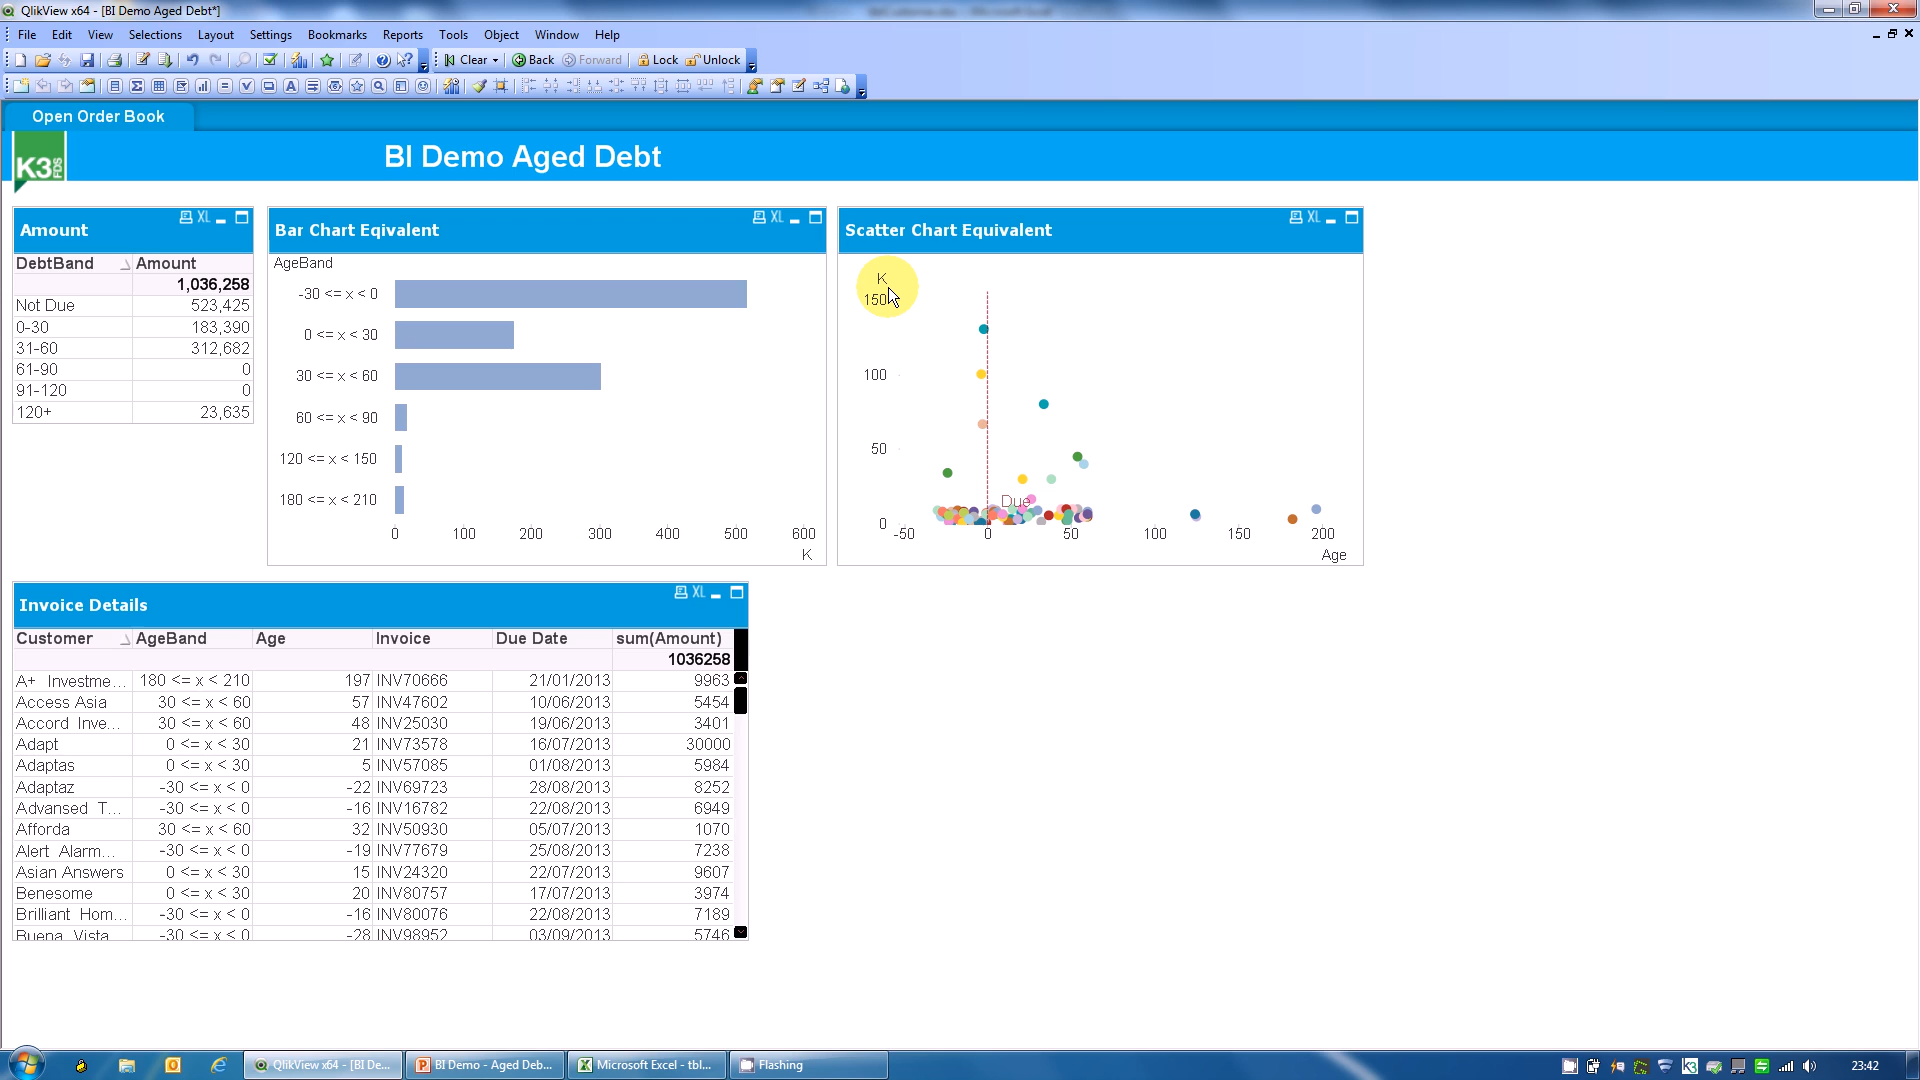 QlikView x64 - [BI Demo Aged Debt*]
File Edit View Selections Layout Settings Bookmarks Reports Tools Object Window Help
Clear Back Forward Lock Unlock
Open Order Book
K3 FDS
BI Demo Aged Debt
Amount
XL
DebtBand Amount
1,036,258
Not Due 523,425
0-30 183,390
31-60 312,682
61-90 0
91-120 0
120+ 23,635
Bar Chart Eqivalent
XL
AgeBand
-30 <= x < 0
0 <= x < 30
30 <= x < 60
60 <= x < 90
120 <= x < 150
180 <= x < 210
0 100 200 300 400 500 600
K
Scatter Chart Equivalent
XL
K
150
100
50
0
Due
-50 0 50 100 150 200
Age
Invoice Details
XL
Customer AgeBand Age Invoice Due Date sum(Amount)
1036258
A+ Investme... 180 <= x < 210 197 INV70666 21/01/2013 9963
Access Asia 30 <= x < 60 57 INV47602 10/06/2013 5454
Accord Inve... 30 <= x < 60 48 INV25030 19/06/2013 3401
Adapt 0 <= x < 30 21 INV73578 16/07/2013 30000
Adaptas 0 <= x < 30 5 INV57085 01/08/2013 5984
Adaptaz -30 <= x < 0 -22 INV69723 28/08/2013 8252
Advansed T... -30 <= x < 0 -16 INV16782 22/08/2013 6949
Afforda 30 <= x < 60 32 INV50930 05/07/2013 1070
Alert Alarm... -30 <= x < 0 -19 INV77679 25/08/2013 7238
Asian Answers 0 <= x < 30 15 INV24320 22/07/2013 9607
Benesome 0 <= x < 30 20 INV80757 17/07/2013 3974
Brilliant Hom... -30 <= x < 0 -16 INV80076 22/08/2013 7189
Buena Vista -30 <= x < 0 -28 INV98952 03/09/2013 5746
QlikView x64 - [BI De... BI Demo - Aged Deb... Microsoft Excel - tbl... Flashing K3 23:42